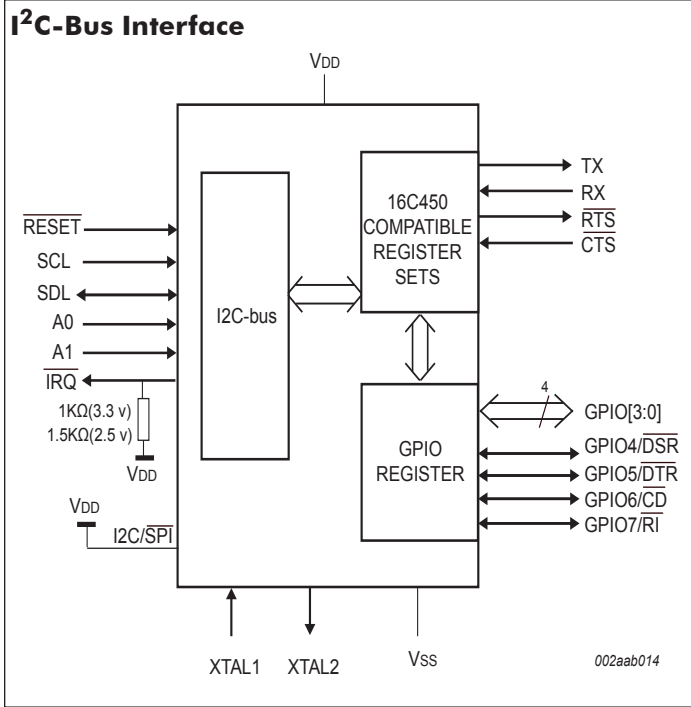 I²C-Bus Interface
VDD
RESET
SCL
SDL
A0
A1
IRQ
1KΩ(3.3 v)
1.5KΩ(2.5 v)
VDD
VDD
I2C/SPI
I2C-bus
16C450
COMPATIBLE
REGISTER
SETS
GPIO
REGISTER
TX
RX
RTS
CTS
4
GPIO[3:0]
GPIO4/DSR
GPIO5/DTR
GPIO6/CD
GPIO7/RI
XTAL1
XTAL2
VSS
002aab014